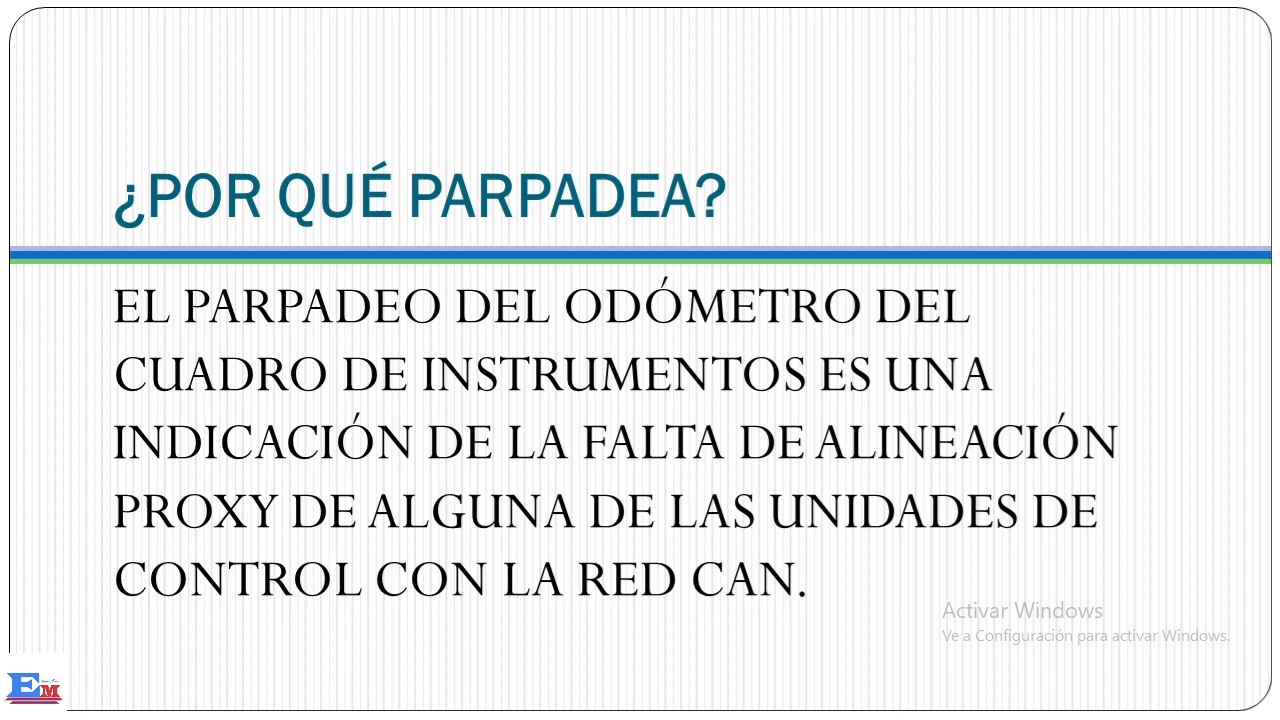 ¿POR QUÉ PARPADEA?
EL PARPADEO DEL ODÓMETRO DEL
CUADRO DE INSTRUMENTOS ES UNA
INDICACIÓN DE LA FALTA DE ALINEACIÓN
PROXY DE ALGUNA DE LAS UNIDADES DE
CONTROL CON LA RED CAN.
Activar Windows
Ve a Configuración para activar Windows.
EM